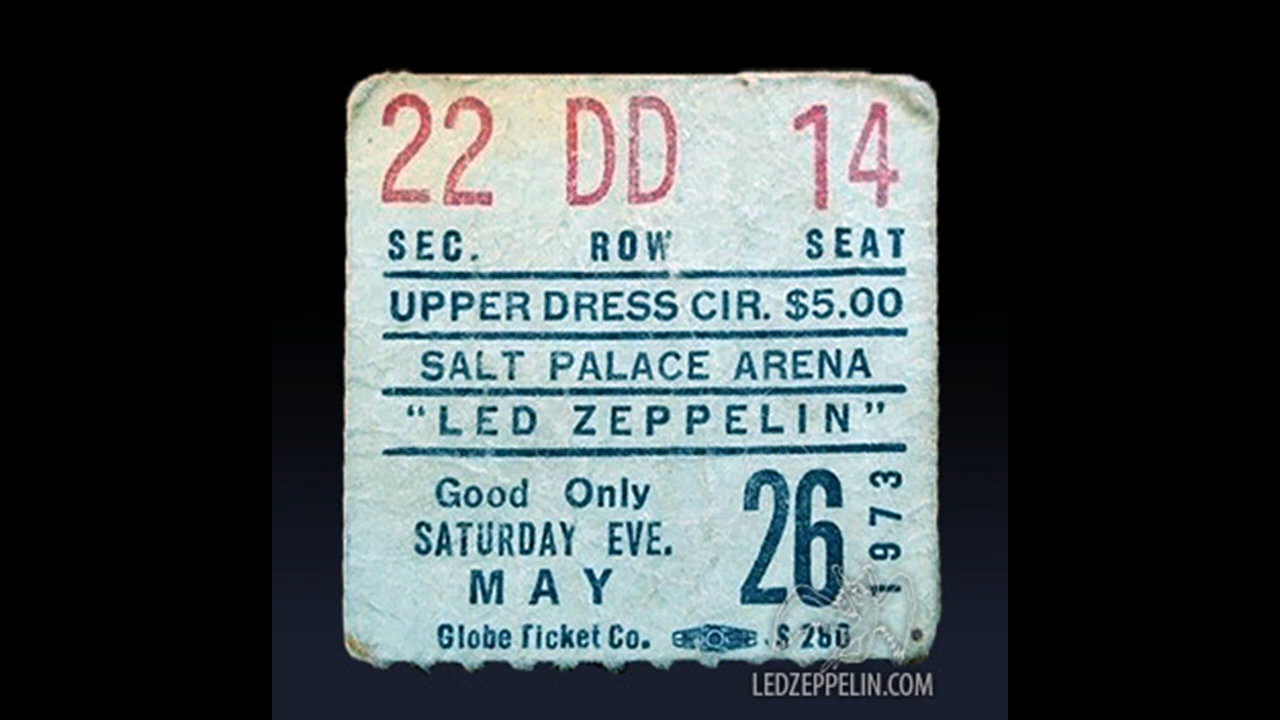 22 DD 14
SEC. ROW SEAT
UPPER DRESS CIR. $5.00
SALT PALACE ARENA
"LED ZEPPELIN"
Good Only
SATURDAY EVE.
MAY 26 1973
Globe Ticket Co. S 280
LEDZEPPELIN.COM